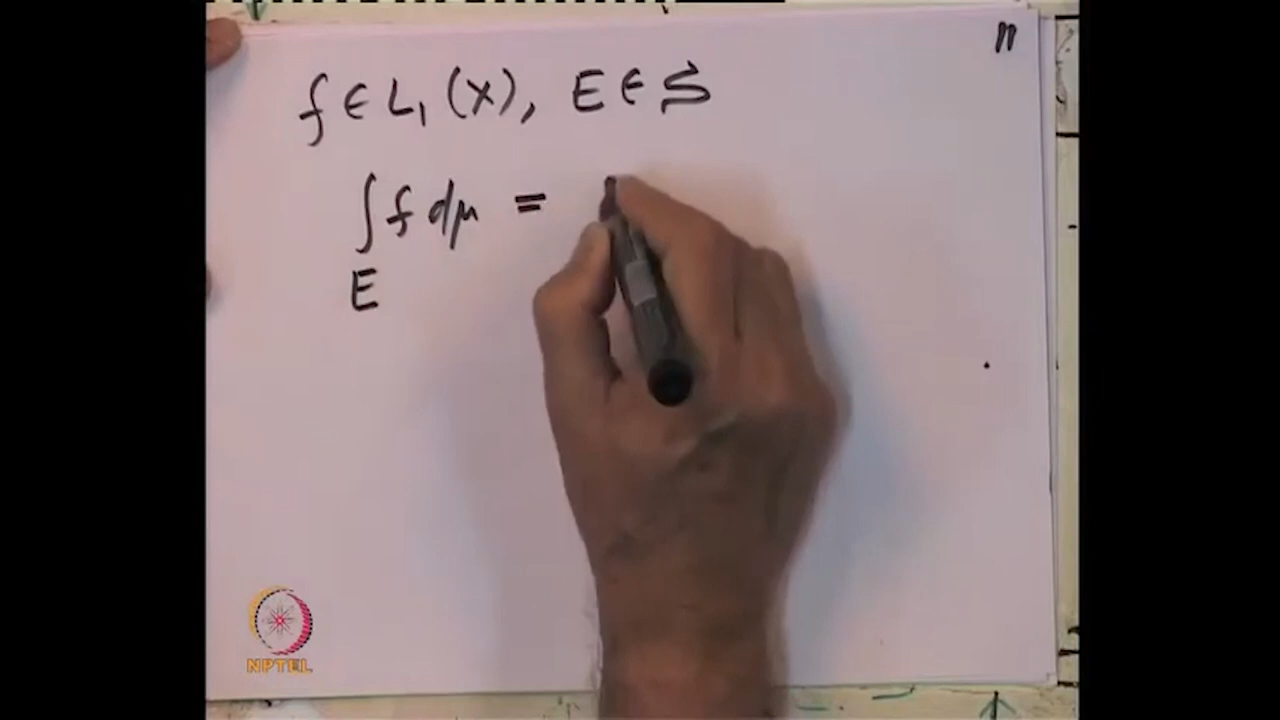 n
f ∈ L₁ (X), E ∈ S
∫ f dμ =
E
NPTEL